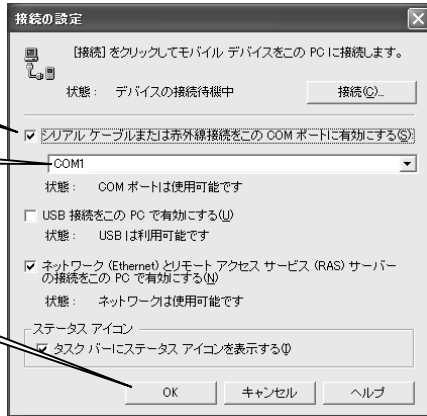 接続の設定
[接続] をクリックしてモバイル デバイスをこの PC に接続します。
状態： デバイスの接続待機中
接続(C)...
シリアル ケーブルまたは赤外線接続をこの COM ポートに有効にする(S):
COM1
状態： COM ポートは使用可能です
USB 接続をこの PC で有効にする(U)
状態： USB は利用可能です
ネットワーク (Ethernet) とリモート アクセス サービス (RAS) サーバー
の接続をこの PC で有効にする(N)
状態： ネットワークは使用可能です
ステータス アイコン
タスク バーにステータス アイコンを表示する(I)
OK
キャンセル
ヘルプ